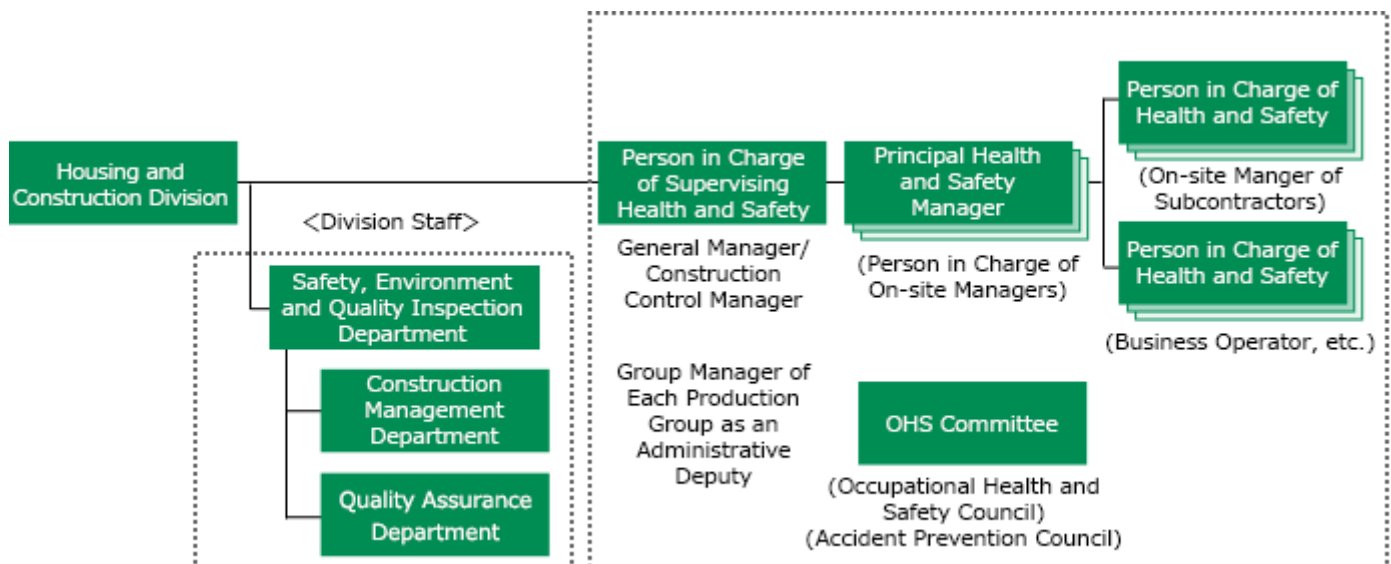 Housing and
Construction Division
<Division Staff>
Safety, Environment
and Quality Inspection
Department
Construction
Management
Department
Quality Assurance
Department
Person in Charge
of Supervising
Health and Safety
General Manager/
Construction
Control Manager
Group Manager of
Each Production
Group as an
Administrative
Deputy
Principal Health
and Safety
Manager
(Person in Charge of
On-site Managers)
OHS Committee
(Occupational Health and
Safety Council)
(Accident Prevention Council)
Person in Charge of
Health and Safety
(On-site Manger of
Subcontractors)
Person in Charge of
Health and Safety
(Business Operator, etc.)